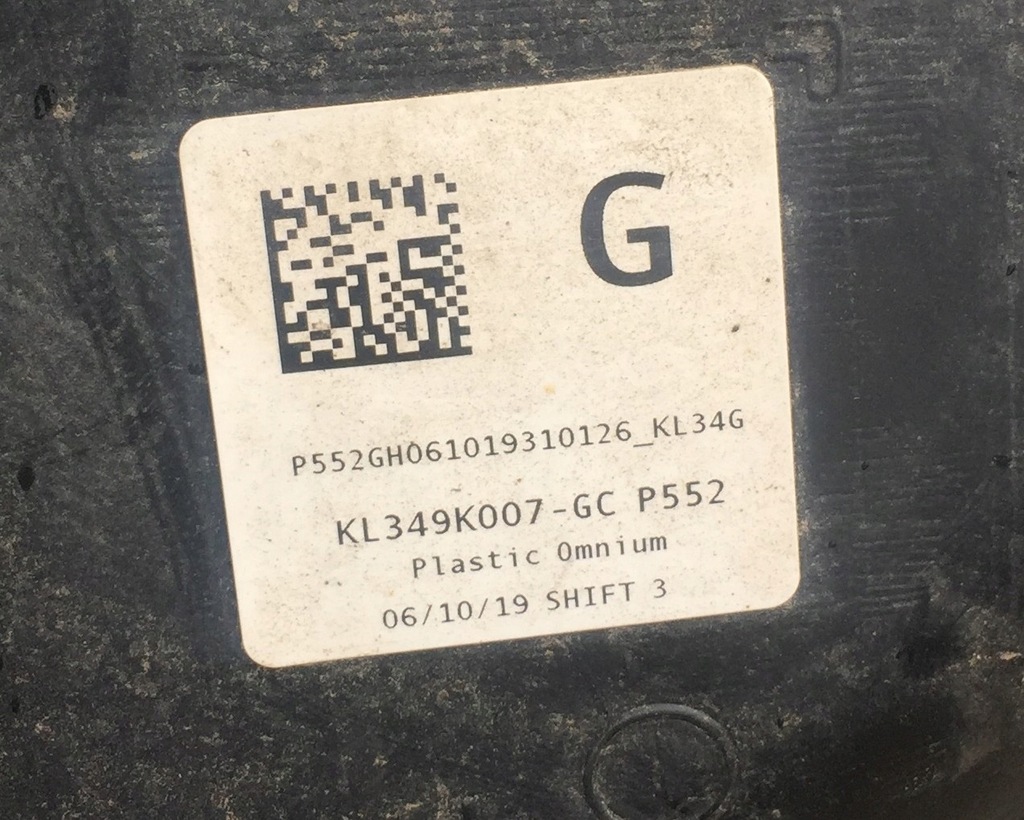 G
P552GH061019310126_KL34G
KL349K007-GC P552
Plastic Omnium
06/10/19 SHIFT 3